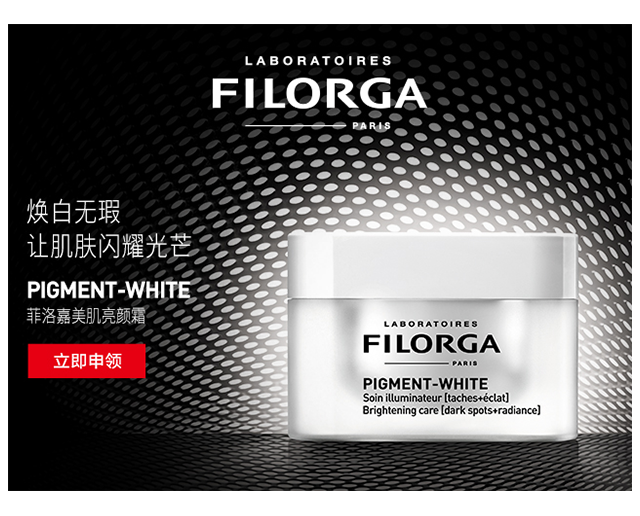 LABORATOIRES
FILORGA
PARIS
焕白无瑕
让肌肤闪耀光芒
PIGMENT-WHITE
菲洛嘉美肌亮颜霜
立即申领
LABORATOIRES
FILORGA
PARIS
PIGMENT-WHITE
Soin illuminateur [taches+éclat]
Brightening care [dark spots+radiance]